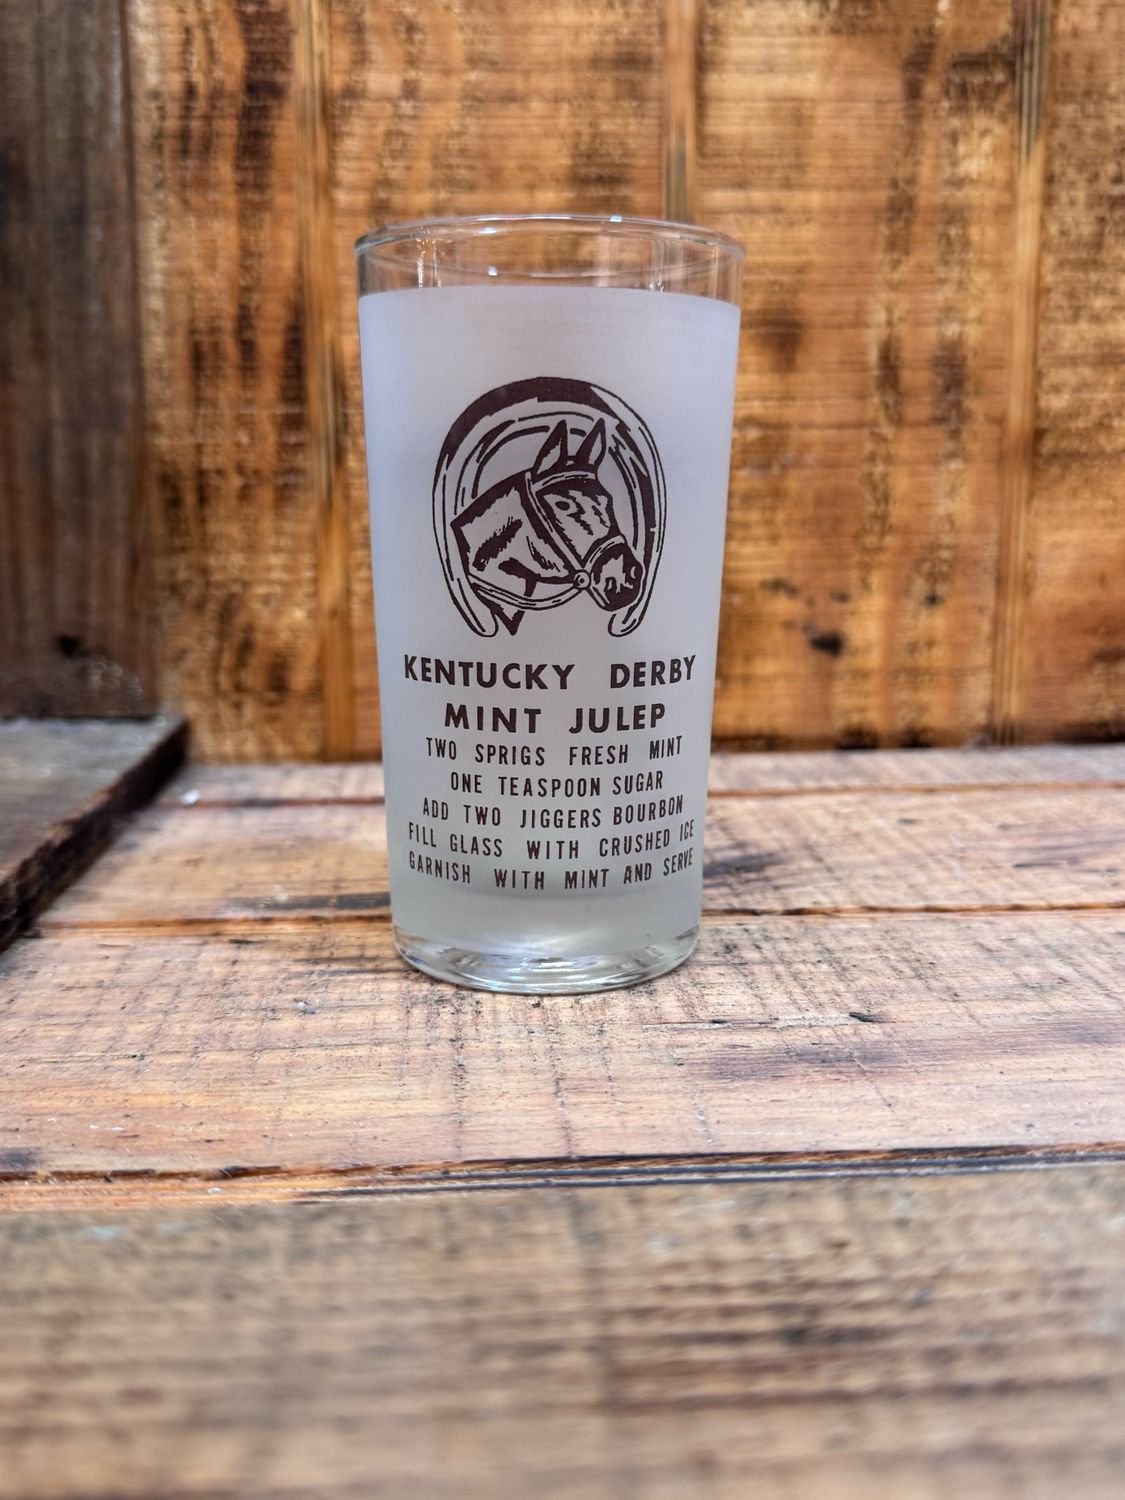 KENTUCKY DERBY
MINT JULEP
TWO SPRIGS FRESH MINT
ONE TEASPOON SUGAR
ADD TWO JIGGERS BOURBON
FILL GLASS WITH CRUSHED ICE
GARNISH WITH MINT AND SERVE